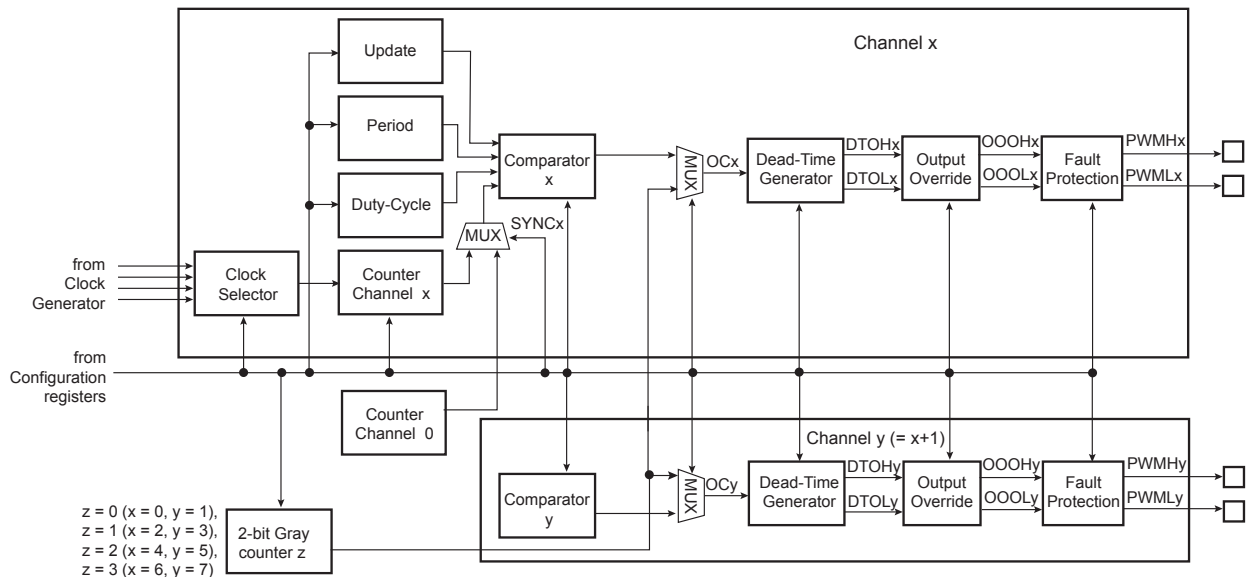 Channel x
Update
Period
Comparator
x
Duty-Cycle
MUX
SYNCx
MUX
OCx
Dead-Time
Generator
DTOHx
DTOLx
Output
Override
OOOHx
OOOLx
Fault
Protection
PWMHx
PWMLx
from
Clock
Generator
Clock
Selector
Counter
Channel x
from
Configuration
registers
Counter
Channel 0
Channel y (= x+1)
Comparator
y
MUX
OCy
Dead-Time
Generator
DTOHy
DTOLy
Output
Override
OOOHy
OOOLy
Fault
Protection
PWMHy
PWMLy
z = 0 (x = 0, y = 1),
z = 1 (x = 2, y = 3),
z = 2 (x = 4, y = 5),
z = 3 (x = 6, y = 7)
2-bit Gray
counter z